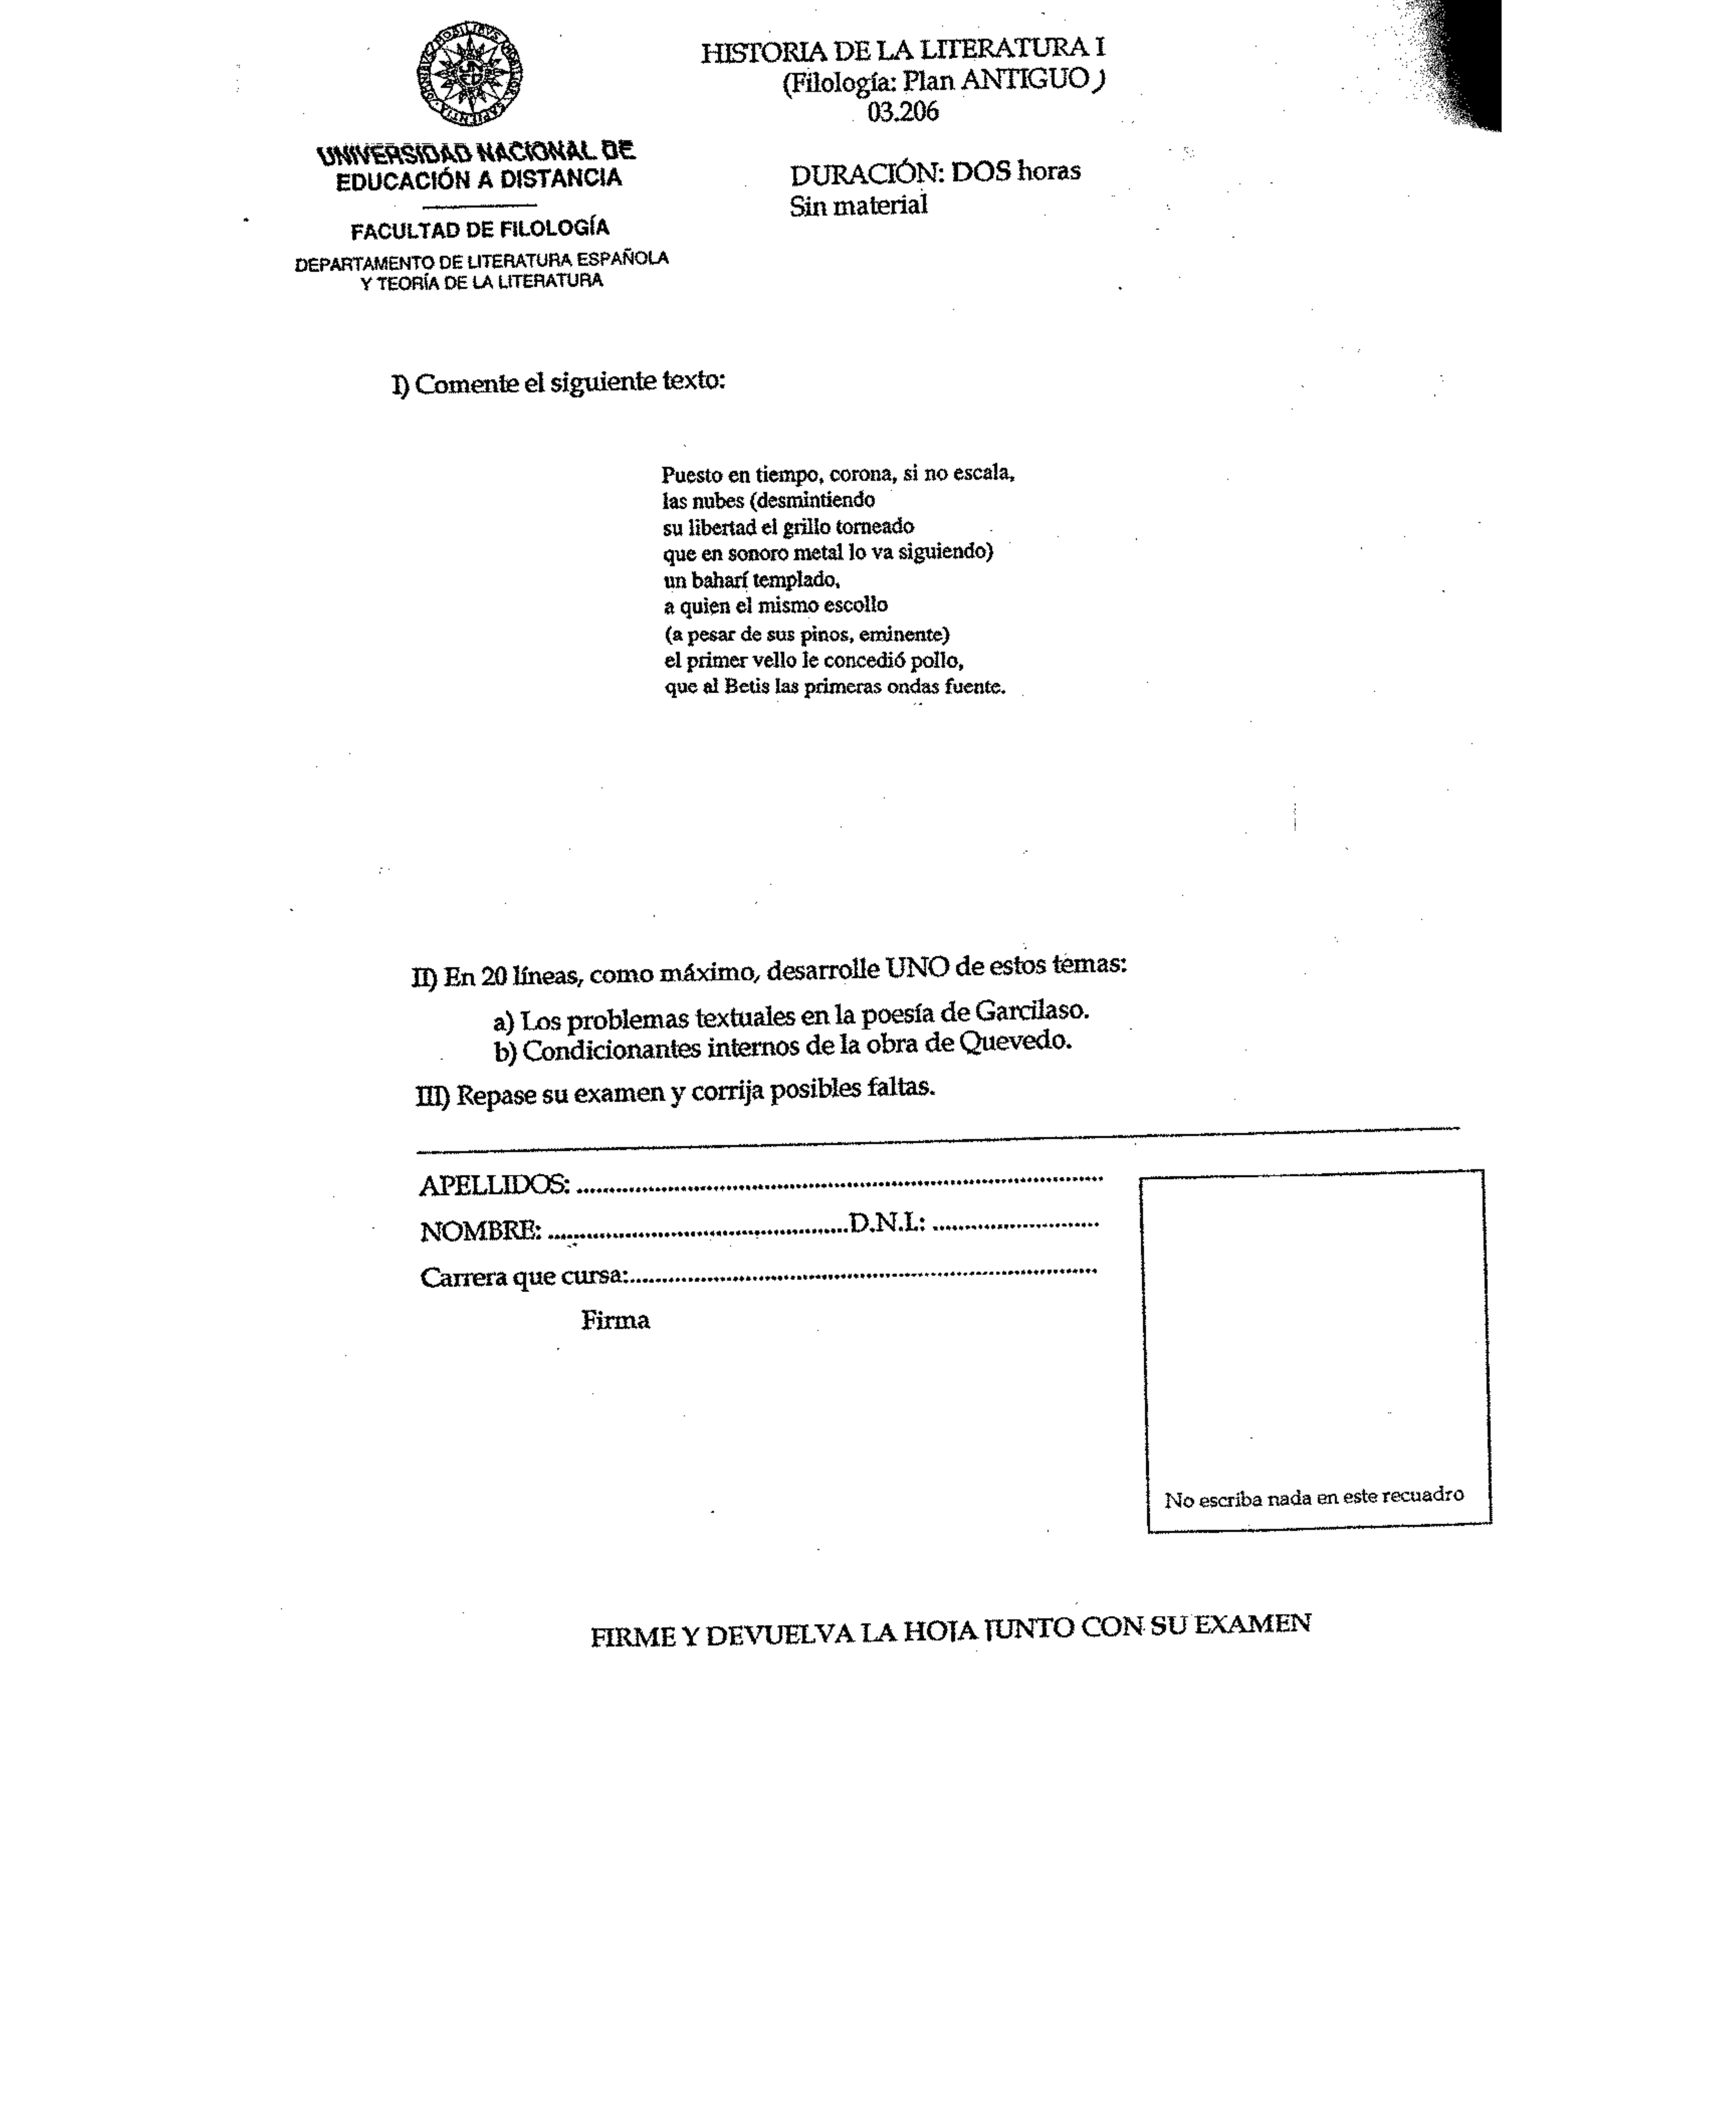 HISTORIA DE LA LITERATURA I
(Filología: Plan ANTIGUO )
03.206
UNIVERSIDAD NACIONAL DE
EDUCACIÓN A DISTANCIA
FACULTAD DE FILOLOGÍA
DEPARTAMENTO DE LITERATURA ESPAÑOLA
Y TEORÍA DE LA LITERATURA
DURACIÓN: DOS horas
Sin material
I) Comente el siguiente texto:
Puesto en tiempo, corona, si no escala,
las nubes (desmintiendo
su libertad el grillo torneado
que en sonoro metal lo va siguiendo)
un baharí templado,
a quien el mismo escollo
(a pesar de sus pinos, eminente)
el primer vello le concedió pollo,
que al Betis las primeras ondas fuente.
II) En 20 líneas, como máximo, desarrolle UNO de estos temas:
a) Los problemas textuales en la poesía de Garcilaso.
b) Condicionantes internos de la obra de Quevedo.
III) Repase su examen y corrija posibles faltas.
APELLIDOS: ....................................................................................
NOMBRE: ...............................................D.N.I.: ..........................
Carrera que cursa:..........................................................................
Firma
No escriba nada en este recuadro
FIRME Y DEVUELVA LA HOJA JUNTO CON SU EXAMEN